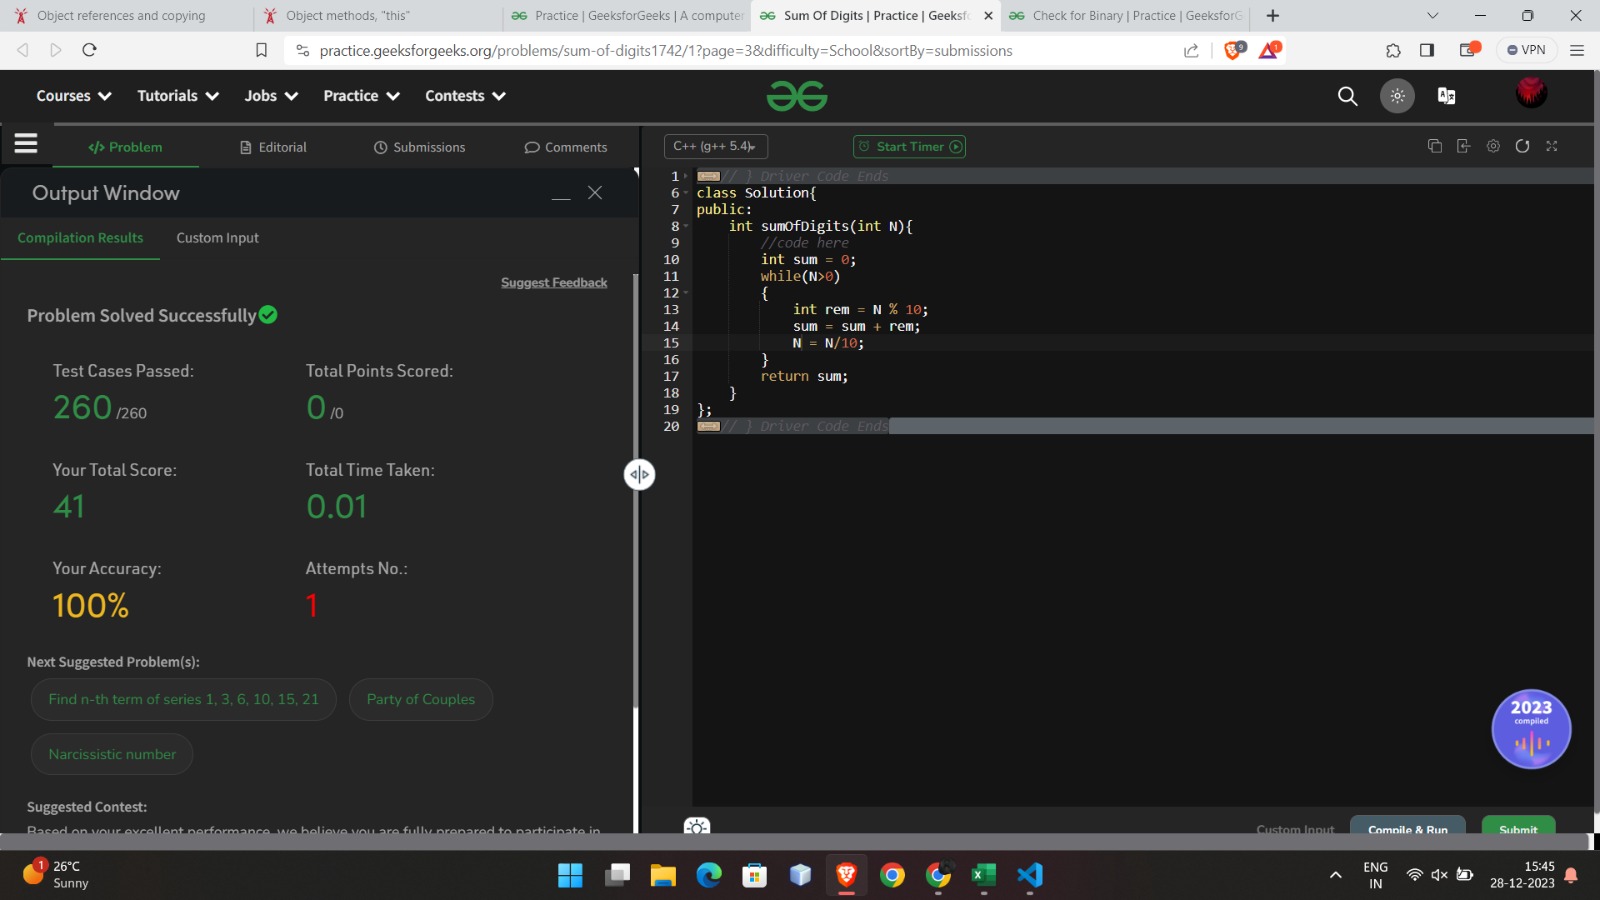 Object references and copying
Object methods, "this"
Practice | GeeksforGeeks | A computer
Sum Of Digits | Practice | Geeksf
Check for Binary | Practice | GeeksforG
practice.geeksforgeeks.org/problems/sum-of-digits1742/1?page=3&difficulty=School&sortBy=submissions
9
1
VPN
Courses
Tutorials
Jobs
Practice
Contests
</> Problem
Editorial
Submissions
Comments
Output Window
Compilation Results
Custom Input
Suggest Feedback
Problem Solved Successfully
Test Cases Passed:
Total Points Scored:
260 /260
0 /0
Your Total Score:
Total Time Taken:
41
0.01
Your Accuracy:
Attempts No.:
100%
1
Next Suggested Problem(s):
Find n-th term of series 1, 3, 6, 10, 15, 21
Party of Couples
Narcissistic number
Suggested Contest:
Based on your excellent performance, we believe you are fully prepared to participate in
C++ (g++ 5.4)
Start Timer
1 // } Driver Code Ends
6 class Solution{
7 public:
8 int sumOfDigits(int N){
9 //code here
10 int sum = 0;
11 while(N>0)
12 {
13 int rem = N % 10;
14 sum = sum + rem;
15 N = N/10;
16 }
17 return sum;
18 }
19 };
20 // } Driver Code Ends
2023
compiled
Custom Input
Compile & Run
Submit
1
26°C
Sunny
ENG
IN
15:45
28-12-2023